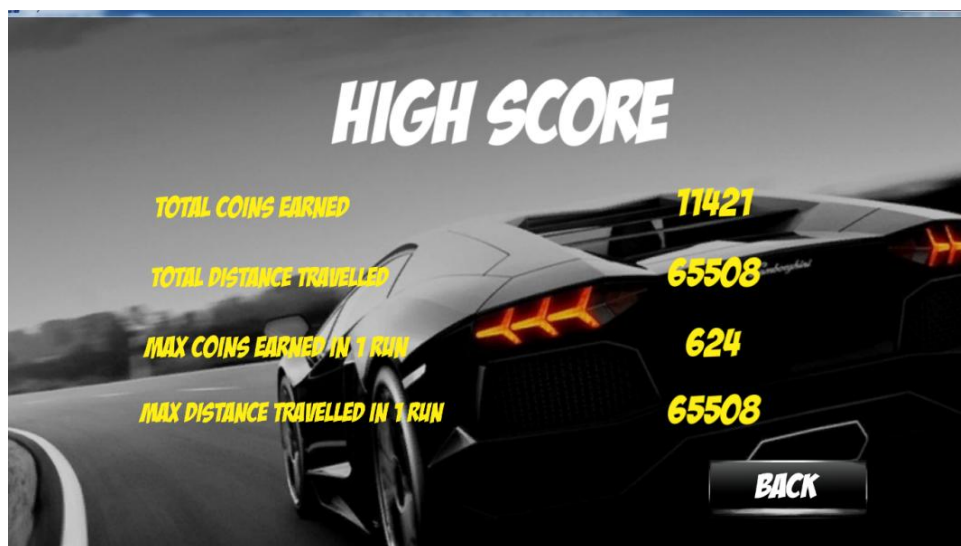 HIGH SCORE
TOTAL COINS EARNED 11421
TOTAL DISTANCE TRAVELLED 65508
Lamborghini
MAX COINS EARNED IN 1 RUN 624
MAX DISTANCE TRAVELLED IN 1 RUN 65508
BACK